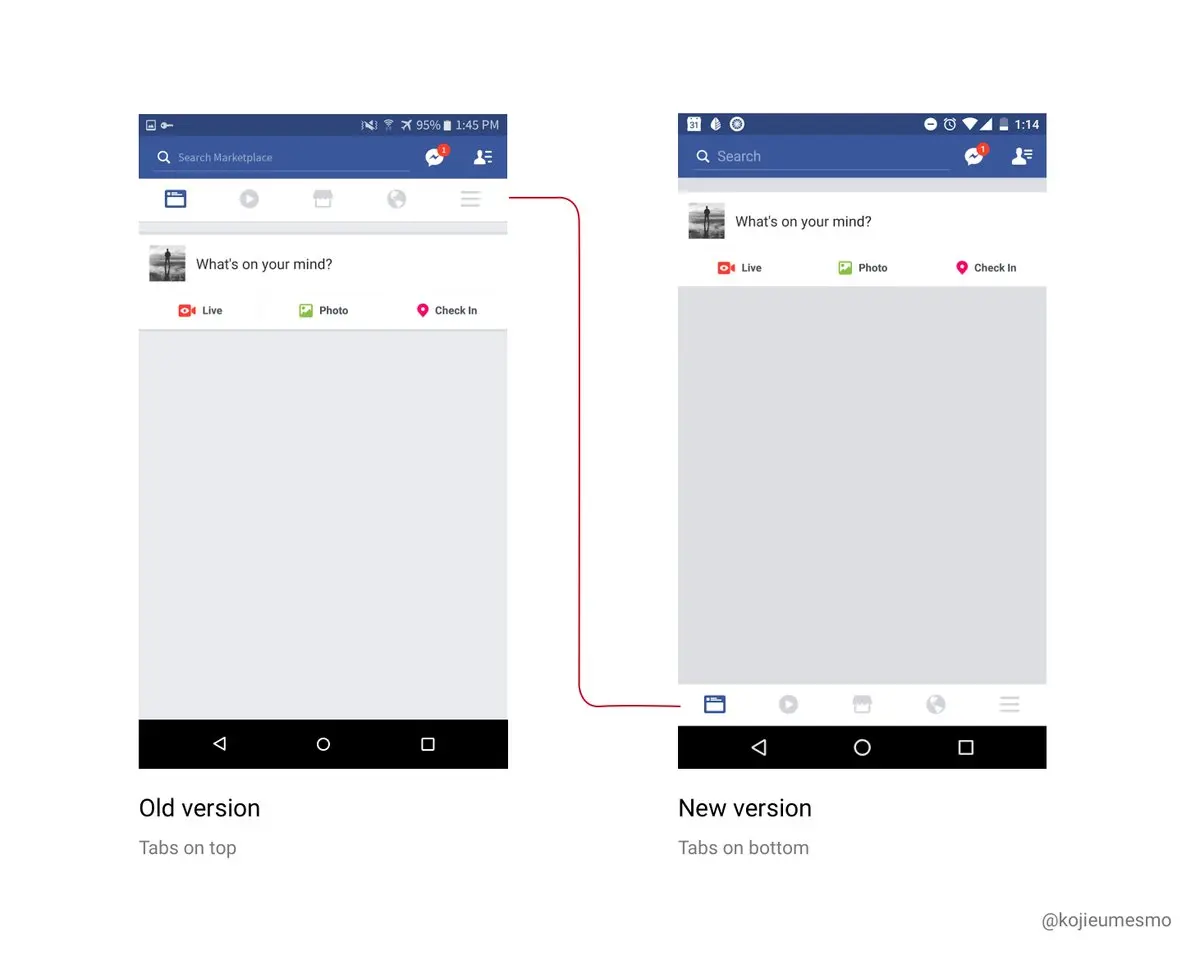 95% 1:45 PM
Search Marketplace
1
What's on your mind?
Live Photo Check In
Old version
Tabs on top
31 1:14
Search
1
What's on your mind?
Live Photo Check In
New version
Tabs on bottom
@kojieumesmo